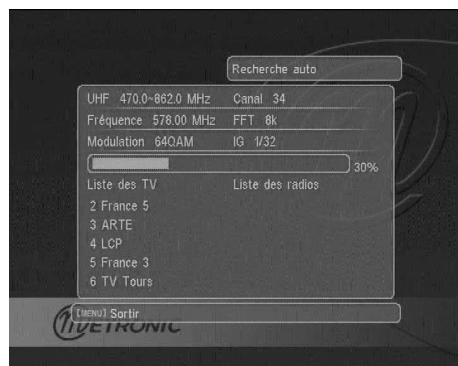 Recherche auto
UHF 470.0~862.0 MHz Canal 34
Fréquence 578.00 MHz FFT 8k
Modulation 64QAM IG 1/32
30%
Liste des TV Liste des radios
2 France 5
3 ARTE
4 LCP
5 France 3
6 TV Tours
[MENU] Sortir
METRONIC